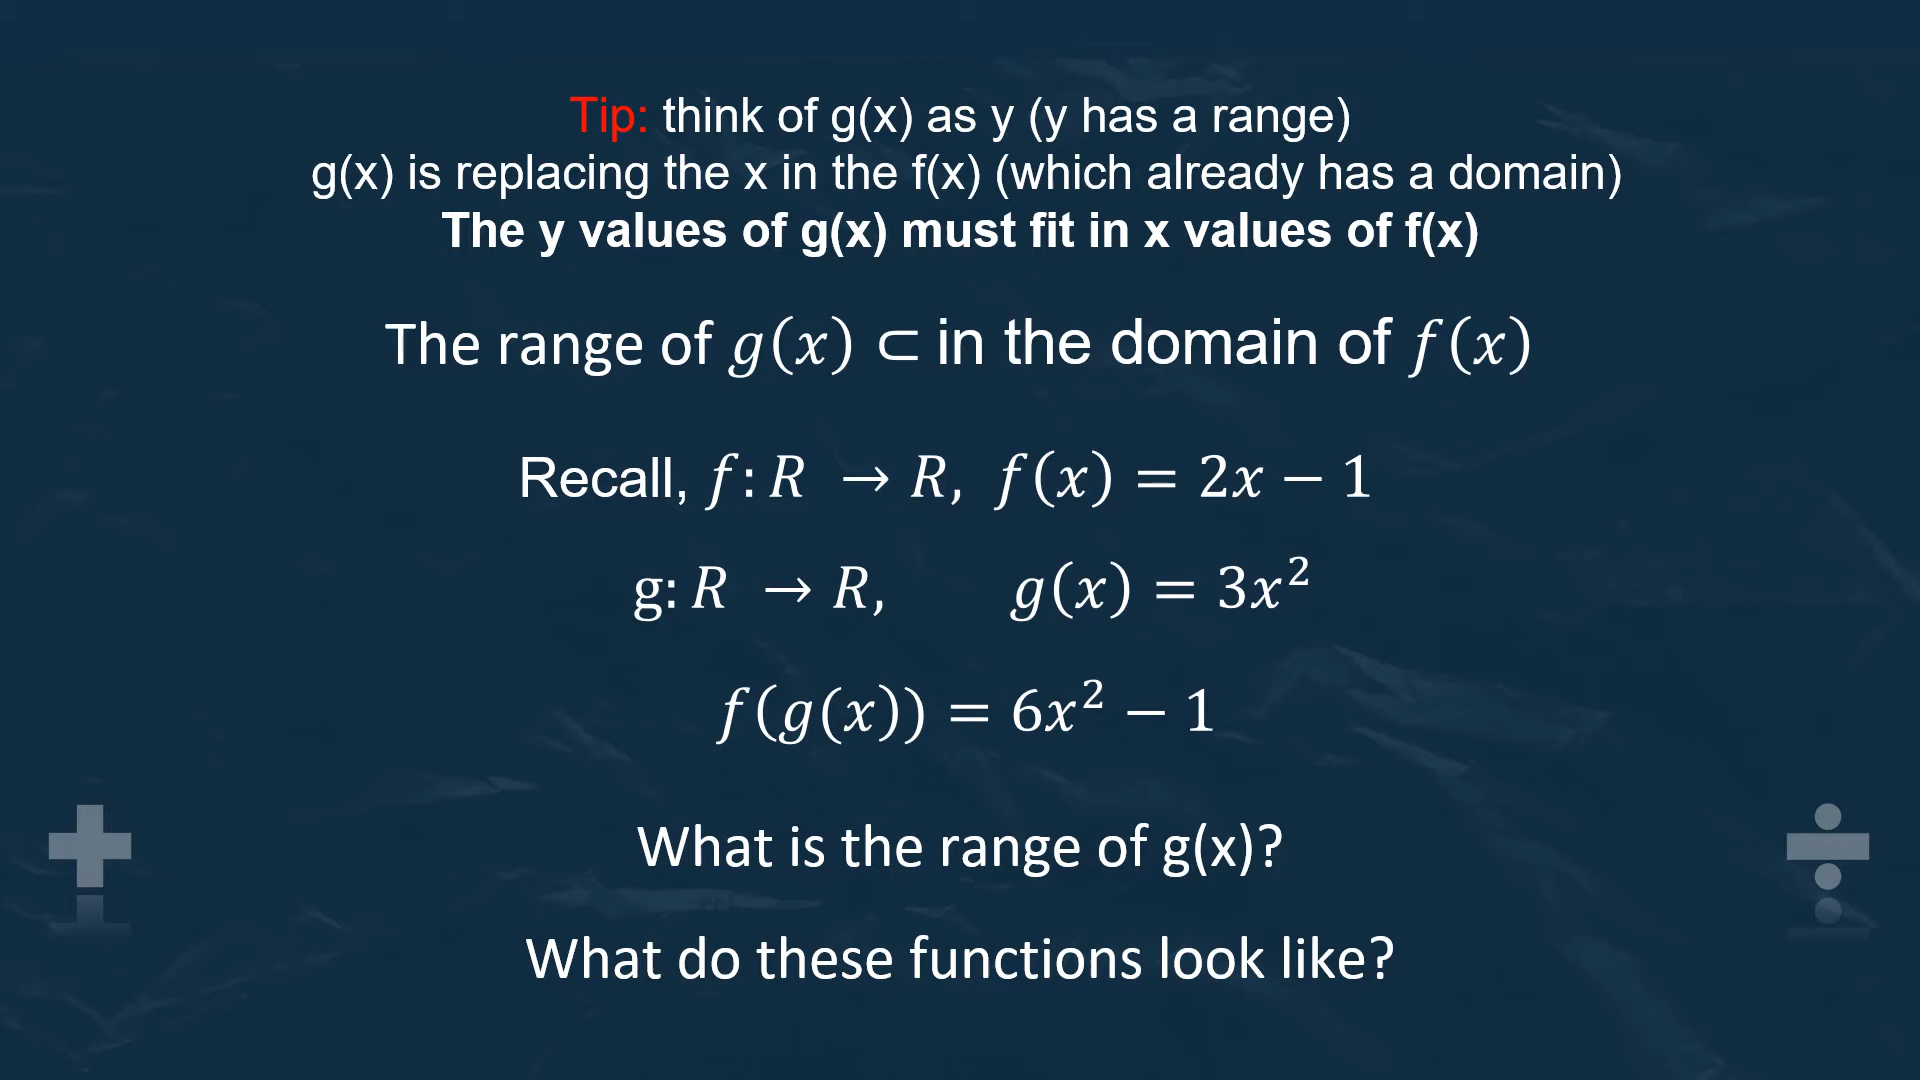 Tip: think of g(x) as y (y has a range)
g(x) is replacing the x in the f(x) (which already has a domain)
The y values of g(x) must fit in x values of f(x)
The range of g(x) ⊂ in the domain of f(x)
Recall, f: R → R, f(x) = 2x − 1
g: R → R, g(x) = 3x²
f(g(x)) = 6x² − 1
What is the range of g(x)?
What do these functions look like?